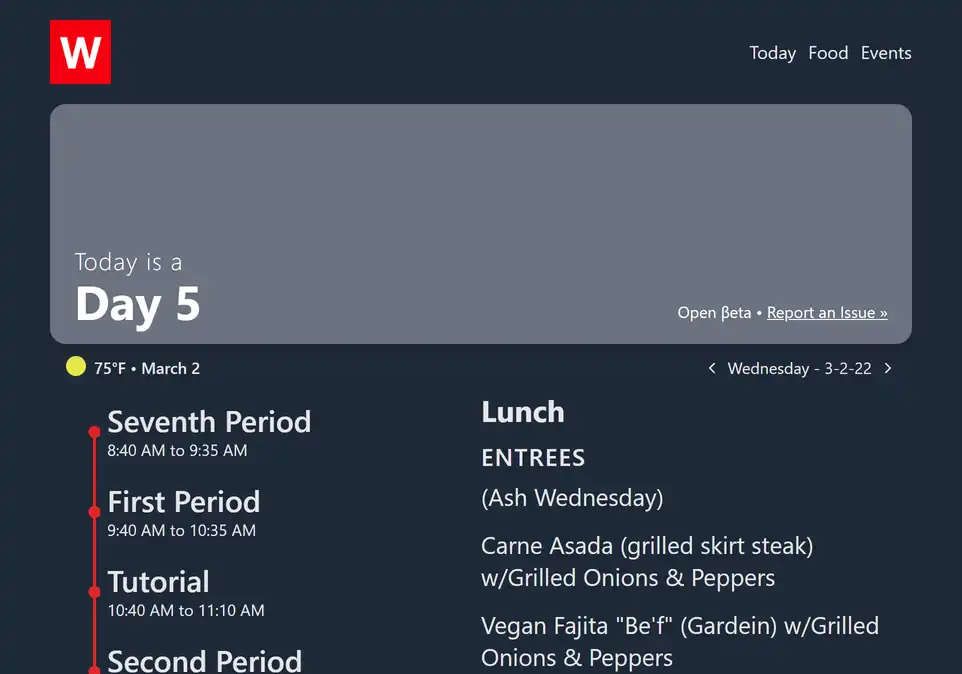 W
Today Food Events
Today is a
Day 5
Open βeta • Report an Issue »
75°F • March 2
Wednesday - 3-2-22
Seventh Period
8:40 AM to 9:35 AM
First Period
9:40 AM to 10:35 AM
Tutorial
10:40 AM to 11:10 AM
Second Period
Lunch
ENTREES
(Ash Wednesday)
Carne Asada (grilled skirt steak)
w/Grilled Onions & Peppers
Vegan Fajita "Be'f" (Gardein) w/Grilled
Onions & Peppers